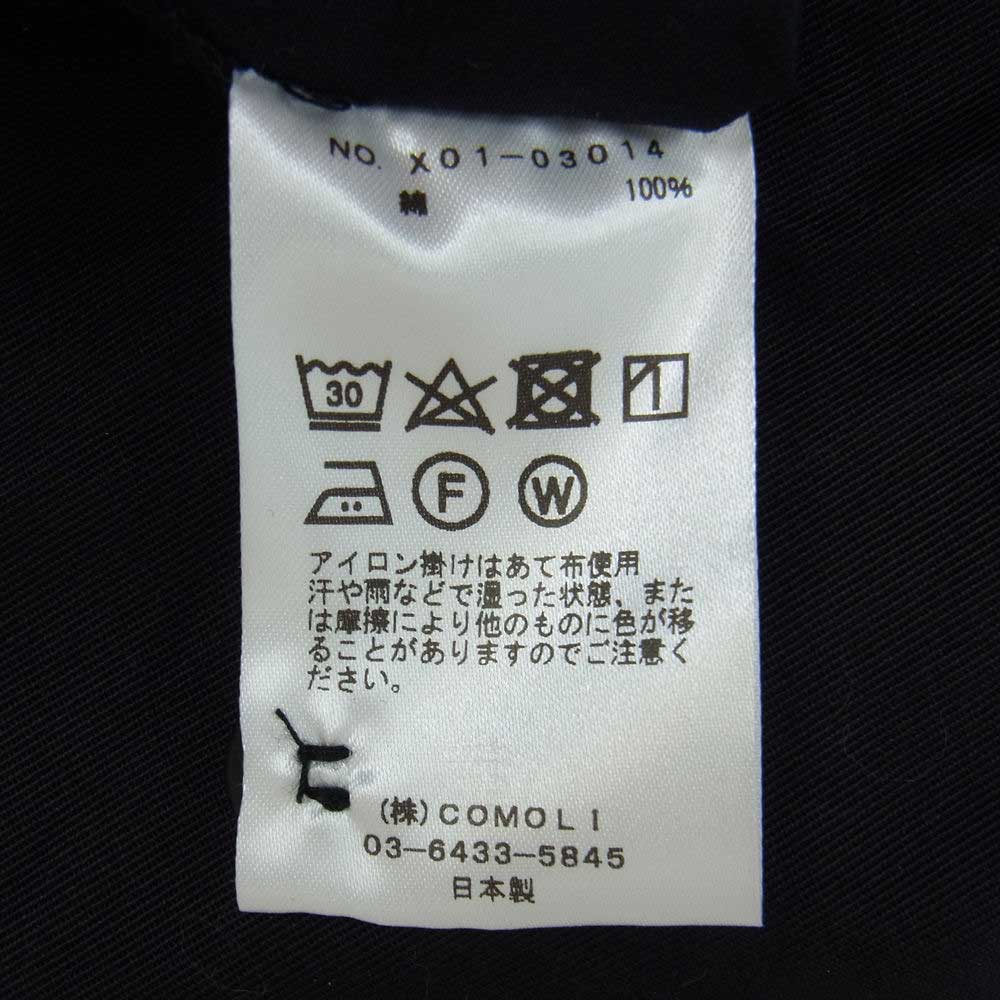 NO. X01-03014
綿 100%
30
F W
アイロン掛けはあて布使用
汗や雨などで湿った状態、また
は摩擦により他のものに色が移
ることがありますのでご注意く
ださい。
(株)COMOLI
03-6433-5845
日本製